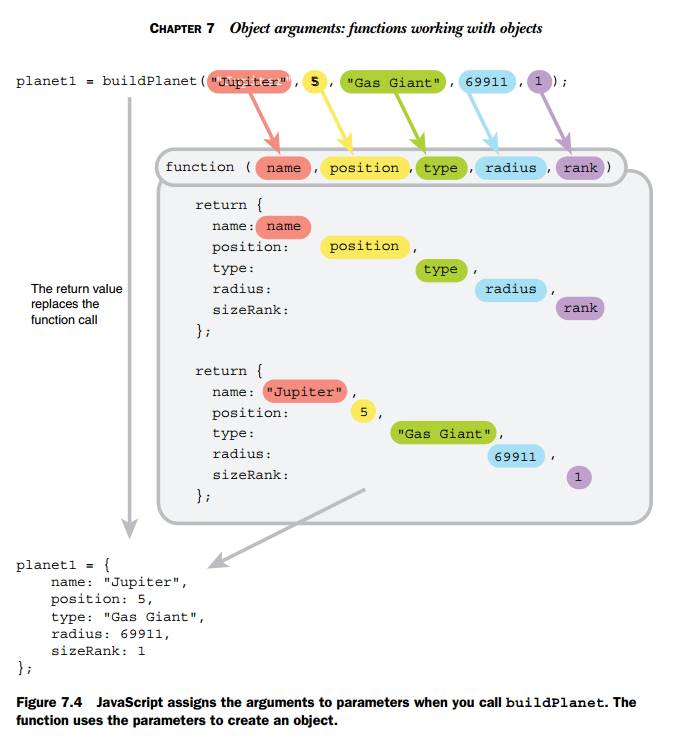 CHAPTER 7 Object arguments: functions working with objects
planet1 = buildPlanet("Jupiter", 5, "Gas Giant", 69911, 1);
function ( name, position, type, radius, rank )
return {
name: name
position: position,
type: type,
radius: radius,
sizeRank: rank
};
The return value
replaces the
function call
return {
name: "Jupiter",
position: 5,
type: "Gas Giant",
radius: 69911,
sizeRank: 1
};
planet1 = {
name: "Jupiter",
position: 5,
type: "Gas Giant",
radius: 69911,
sizeRank: 1
};
Figure 7.4 JavaScript assigns the arguments to parameters when you call buildPlanet. The
function uses the parameters to create an object.